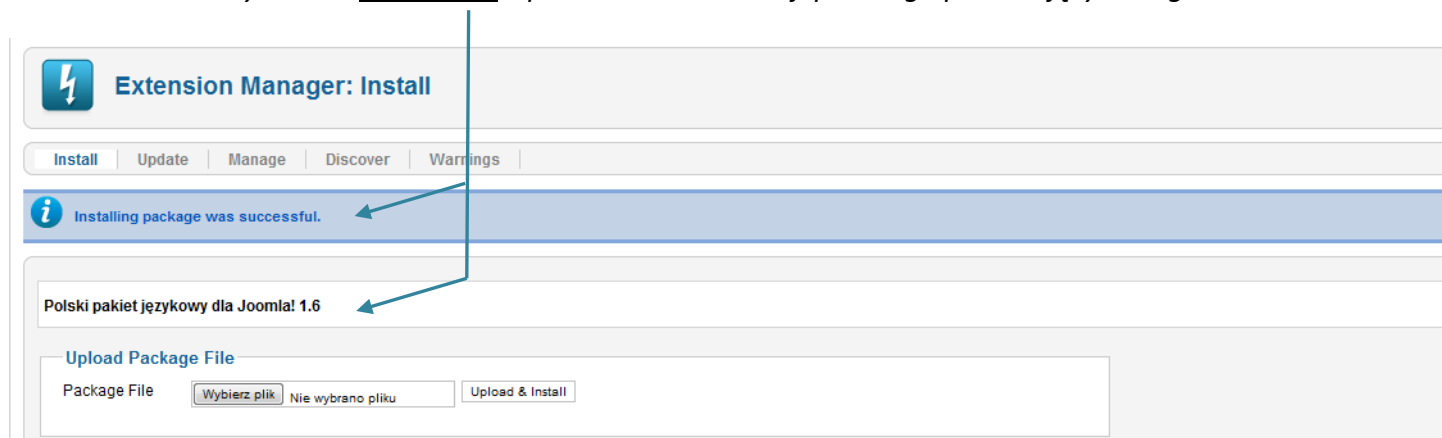 Extension Manager: Install
Install Update Manage Discover Warnings
Installing package was successful.
Polski pakiet językowy dla Joomla! 1.6
Upload Package File
Package File Wybierz plik Nie wybrano pliku Upload & Install